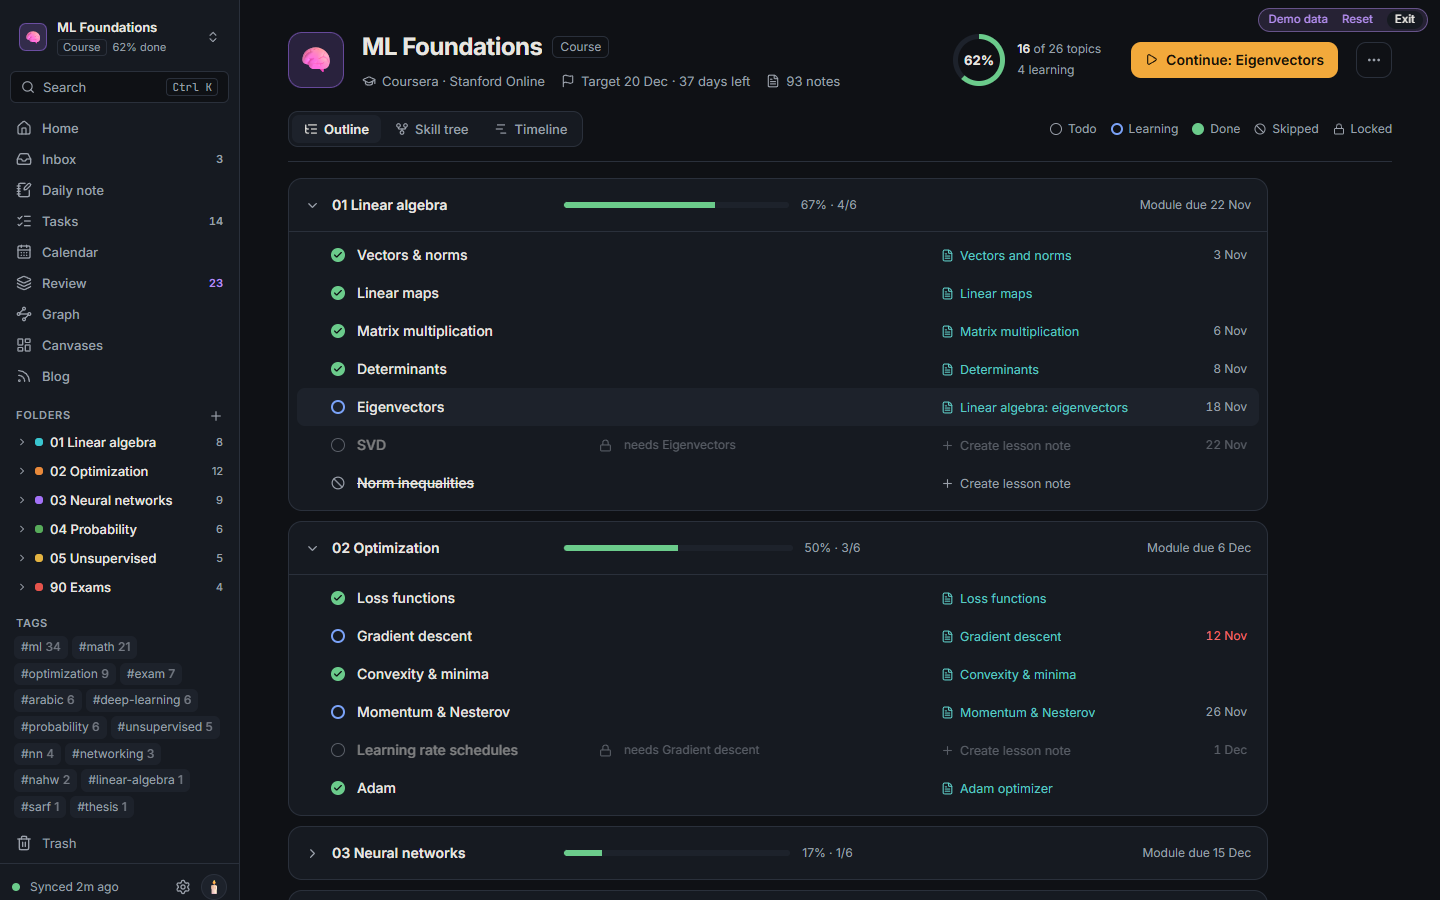 ML Foundations
Course 62% done
Search Ctrl K
Home
Inbox 3
Daily note
Tasks 14
Calendar
Review 23
Graph
Canvases
Blog
FOLDERS
01 Linear algebra 8
02 Optimization 12
03 Neural networks 9
04 Probability 6
05 Unsupervised 5
90 Exams 4
TAGS
#ml 34 #math 21
#optimization 9 #exam 7
#arabic 6 #deep-learning 6
#probability 6 #unsupervised 5
#nn 4 #networking 3
#nahw 2 #linear-algebra 1
#sarf 1 #thesis 1
Trash
Synced 2m ago
Demo data Reset Exit
ML Foundations Course
Coursera · Stanford Online Target 20 Dec · 37 days left 93 notes
62%
16 of 26 topics
4 learning
Continue: Eigenvectors
Outline Skill tree Timeline
Todo Learning Done Skipped Locked
01 Linear algebra 67% · 4/6 Module due 22 Nov
Vectors & norms Vectors and norms 3 Nov
Linear maps Linear maps
Matrix multiplication Matrix multiplication 6 Nov
Determinants Determinants 8 Nov
Eigenvectors Linear algebra: eigenvectors 18 Nov
SVD needs Eigenvectors + Create lesson note 22 Nov
Norm inequalities + Create lesson note
02 Optimization 50% · 3/6 Module due 6 Dec
Loss functions Loss functions
Gradient descent Gradient descent 12 Nov
Convexity & minima Convexity & minima
Momentum & Nesterov Momentum & Nesterov 26 Nov
Learning rate schedules needs Gradient descent + Create lesson note 1 Dec
Adam Adam optimizer
03 Neural networks 17% · 1/6 Module due 15 Dec